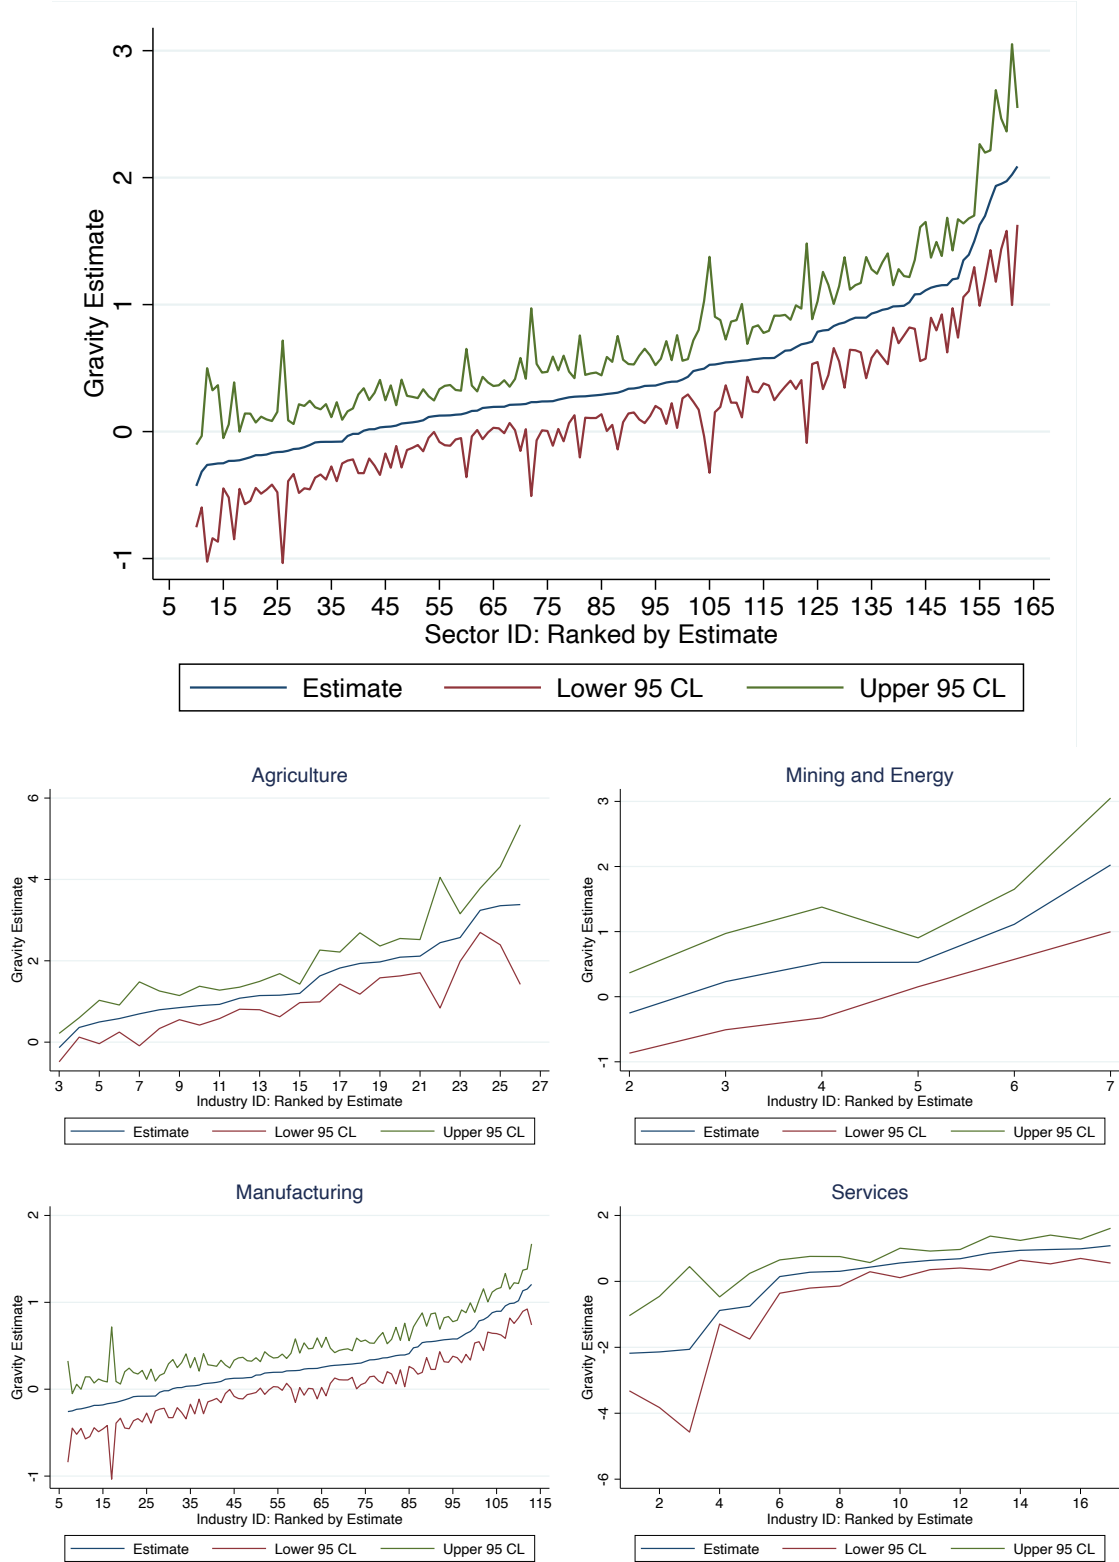 Gravity Estimate
3
2
1
0
-1
5 15 25 35 45 55 65 75 85 95 105 115 125 135 145 155 165
Sector ID: Ranked by Estimate
Estimate Lower 95 CL Upper 95 CL
Agriculture
Gravity Estimate
6
4
2
0
3 5 7 9 11 13 15 17 19 21 23 25 27
Industry ID: Ranked by Estimate
Estimate Lower 95 CL Upper 95 CL
Mining and Energy
Gravity Estimate
3
2
1
0
-1
2 3 4 5 6 7
Industry ID: Ranked by Estimate
Estimate Lower 95 CL Upper 95 CL
Manufacturing
Gravity Estimate
2
1
0
-1
5 15 25 35 45 55 65 75 85 95 105 115
Industry ID: Ranked by Estimate
Estimate Lower 95 CL Upper 95 CL
Services
Gravity Estimate
2
0
-2
-4
-6
2 4 6 8 10 12 14 16
Industry ID: Ranked by Estimate
Estimate Lower 95 CL Upper 95 CL